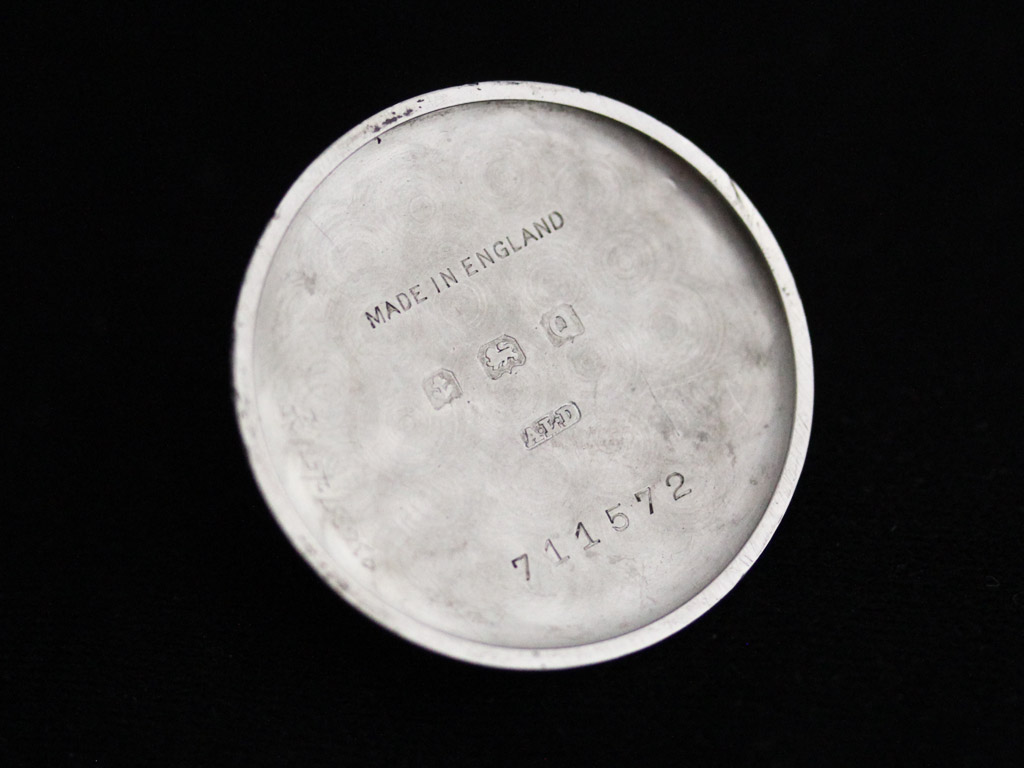 MADE IN ENGLAND
Q
A.W.D
711572